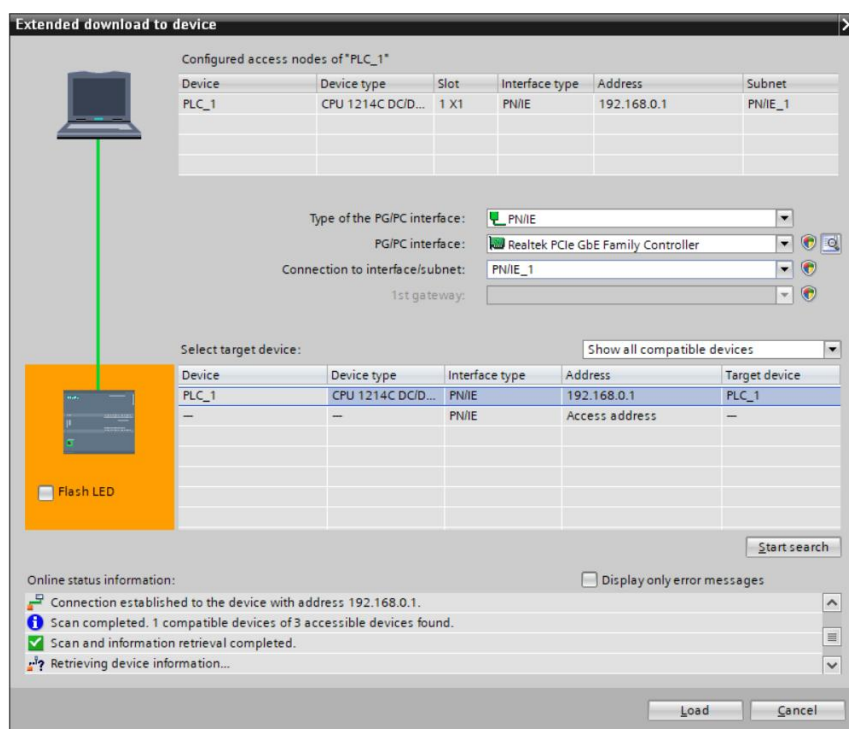 Extended download to device
Configured access nodes of "PLC_1"
Device Device type Slot Interface type Address Subnet
PLC_1 CPU 1214C DC/D... 1 X1 PN/IE 192.168.0.1 PN/IE_1
Type of the PG/PC interface: PN/IE
PG/PC interface: Realtek PCIe GbE Family Controller
Connection to interface/subnet: PN/IE_1
1st gateway:
Select target device: Show all compatible devices
Device Device type Interface type Address Target device
PLC_1 CPU 1214C DC/D... PN/IE 192.168.0.1 PLC_1
— — PN/IE Access address —
Flash LED
Start search
Online status information: Display only error messages
Connection established to the device with address 192.168.0.1.
Scan completed. 1 compatible devices of 3 accessible devices found.
Scan and information retrieval completed.
Retrieving device information...
Load Cancel